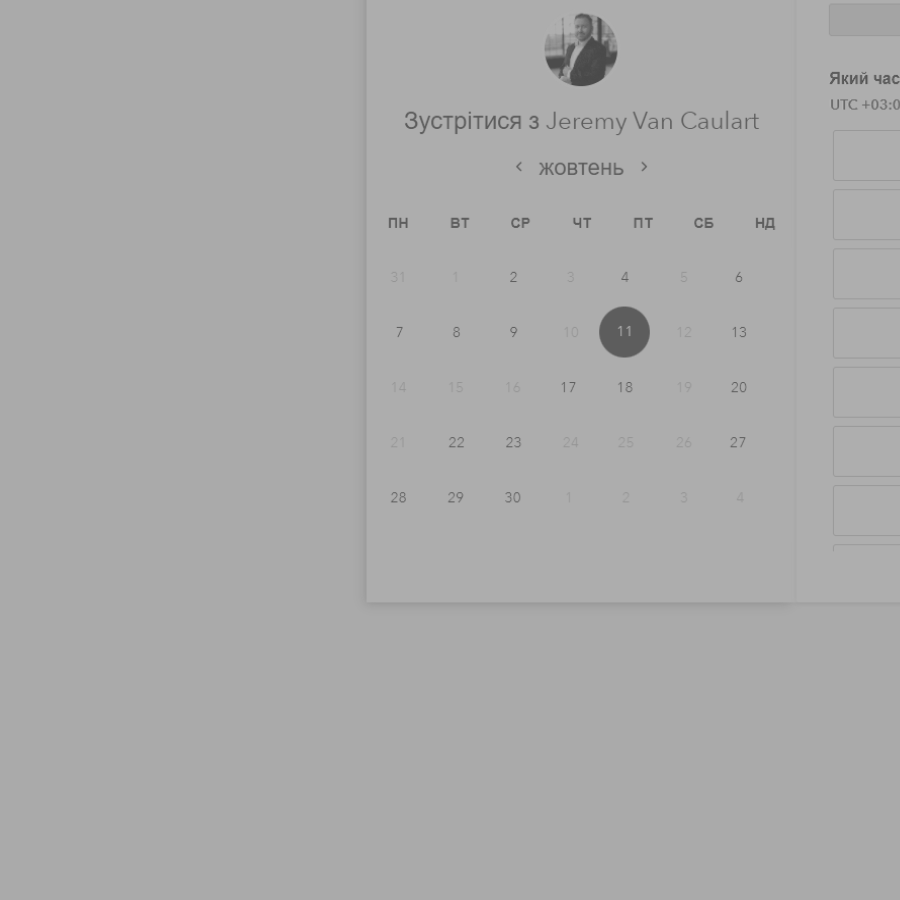 Зустрітися з Jeremy Van Caulart
жовтень
ПН ВТ СР ЧТ ПТ СБ НД
31 1 2 3 4 5 6
7 8 9 10 11 12 13
14 15 16 17 18 19 20
21 22 23 24 25 26 27
28 29 30 1 2 3 4
Який час
UTC +03:0